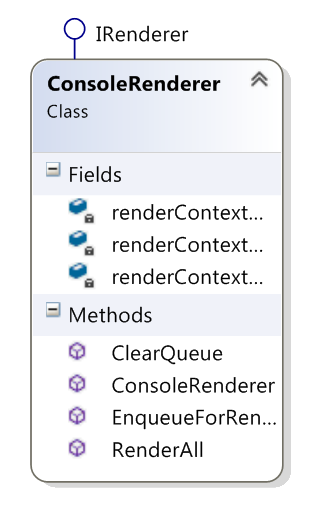 IRenderer
ConsoleRenderer
Class
Fields
renderContext...
renderContext...
renderContext...
Methods
ClearQueue
ConsoleRenderer
EnqueueForRen...
RenderAll